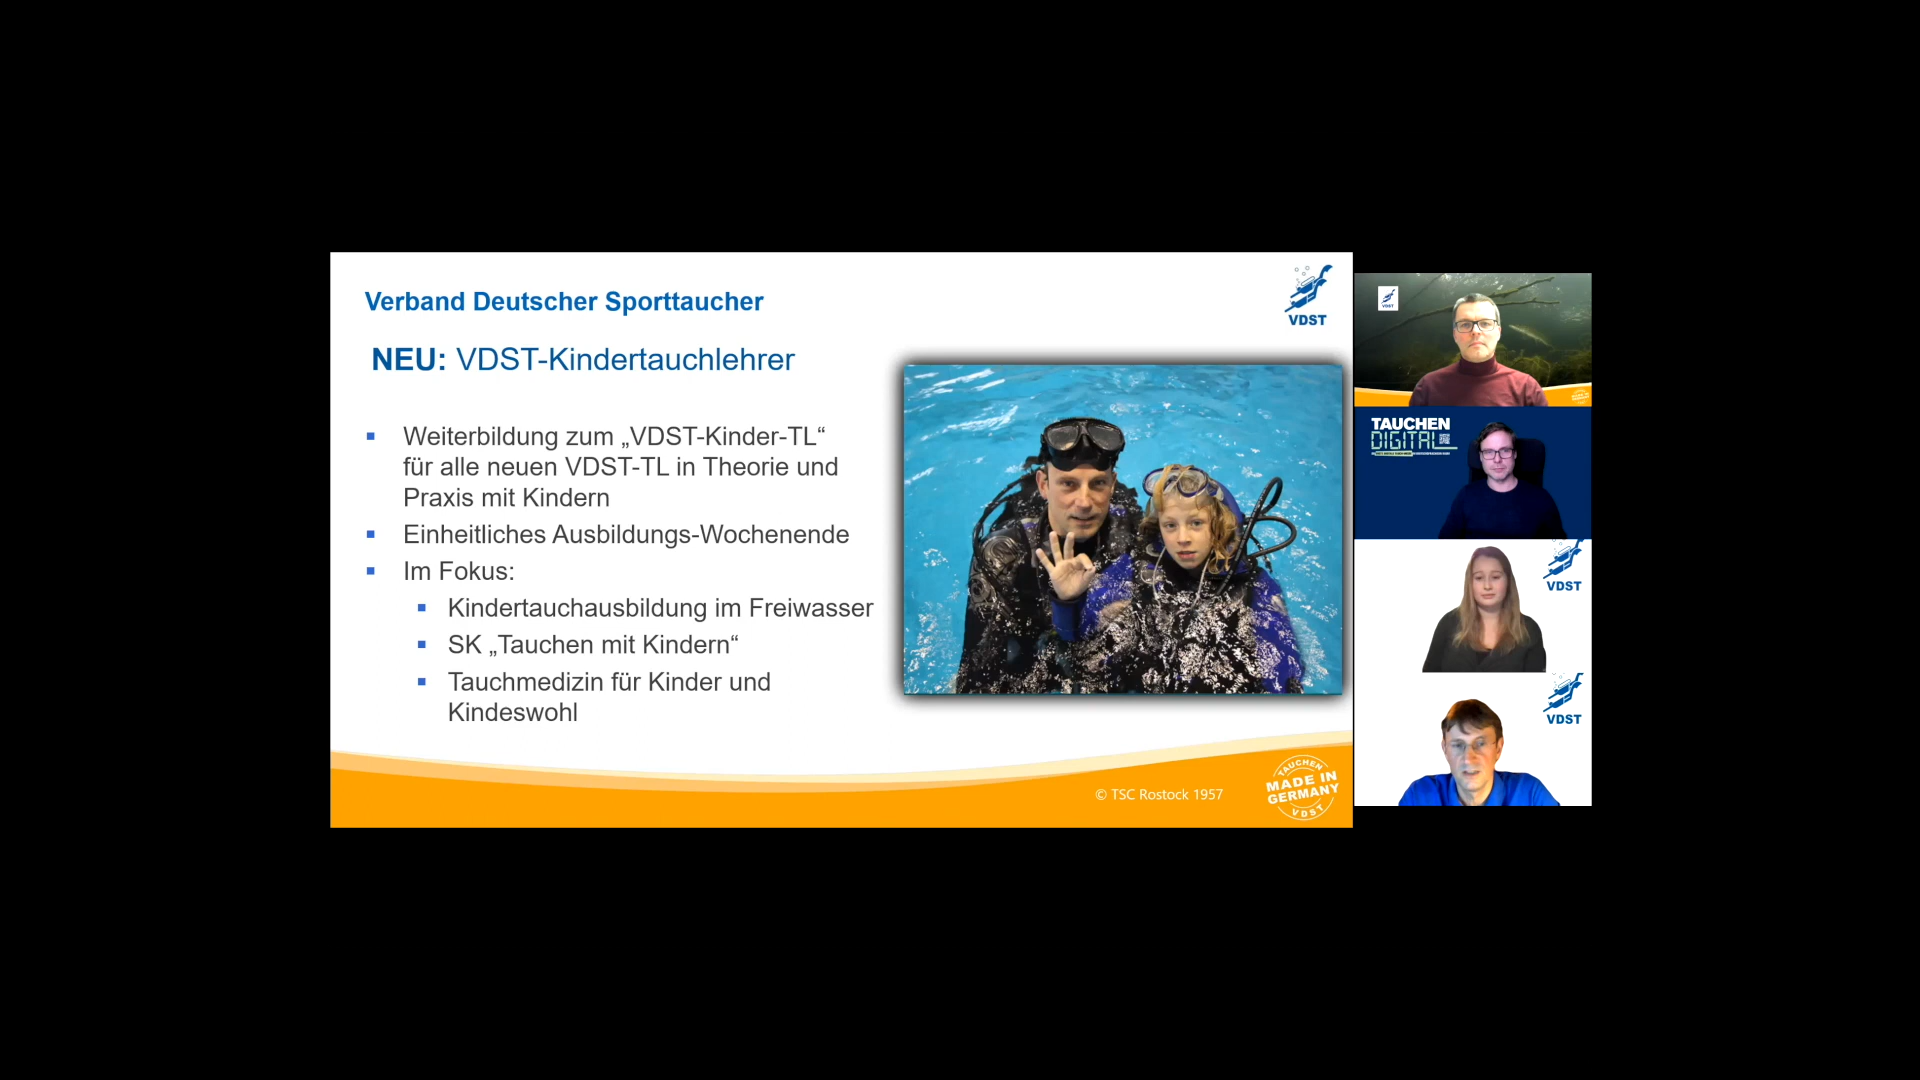 Verband Deutscher Sporttaucher
VDST
NEU: VDST-Kindertauchlehrer
Weiterbildung zum „VDST-Kinder-TL“
für alle neuen VDST-TL in Theorie und
Praxis mit Kindern
Einheitliches Ausbildungs-Wochenende
Im Fokus:
Kindertauchausbildung im Freiwasser
SK „Tauchen mit Kindern“
Tauchmedizin für Kinder und
Kindeswohl
© TSC Rostock 1957
TAUCHEN
MADE IN
GERMANY
VDST
VDST
TAUCHEN
DIGITAL
VDST
VDST